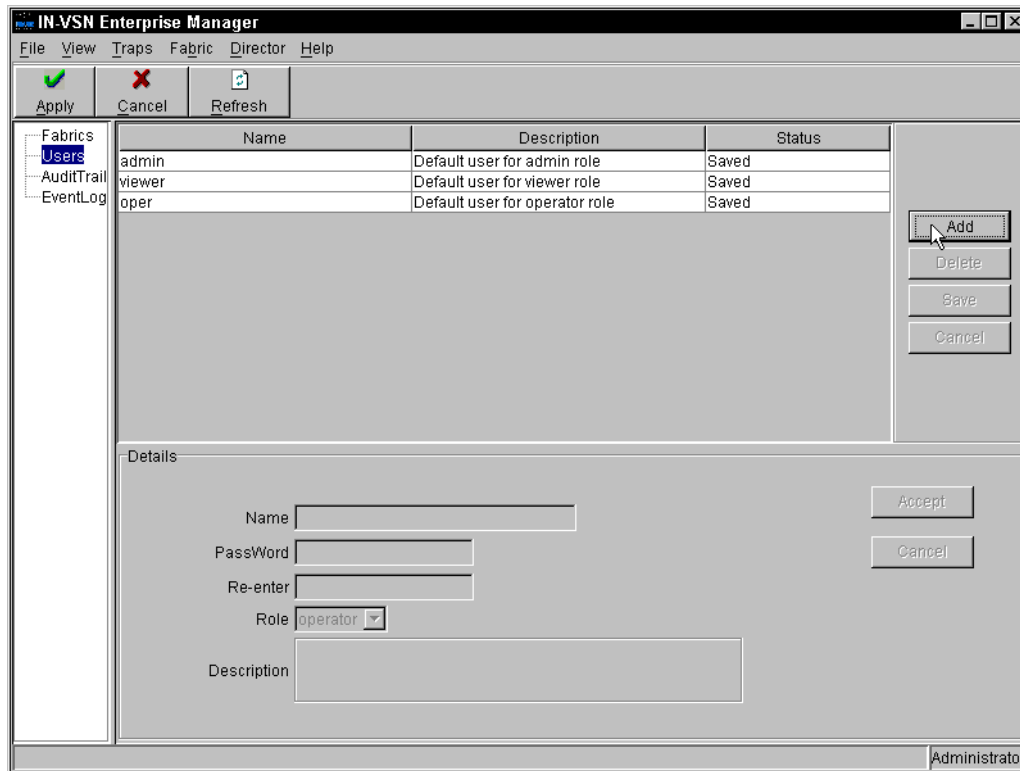 IN-VSN Enterprise Manager
File View Traps Fabric Director Help
Apply Cancel Refresh
Fabrics
Users
AuditTrail
EventLog
Name Description Status
admin Default user for admin role Saved
viewer Default user for viewer role Saved
oper Default user for operator role Saved
Add
Delete
Save
Cancel
Details
Name
PassWord
Re-enter
Role operator
Description
Accept
Cancel
Administrato